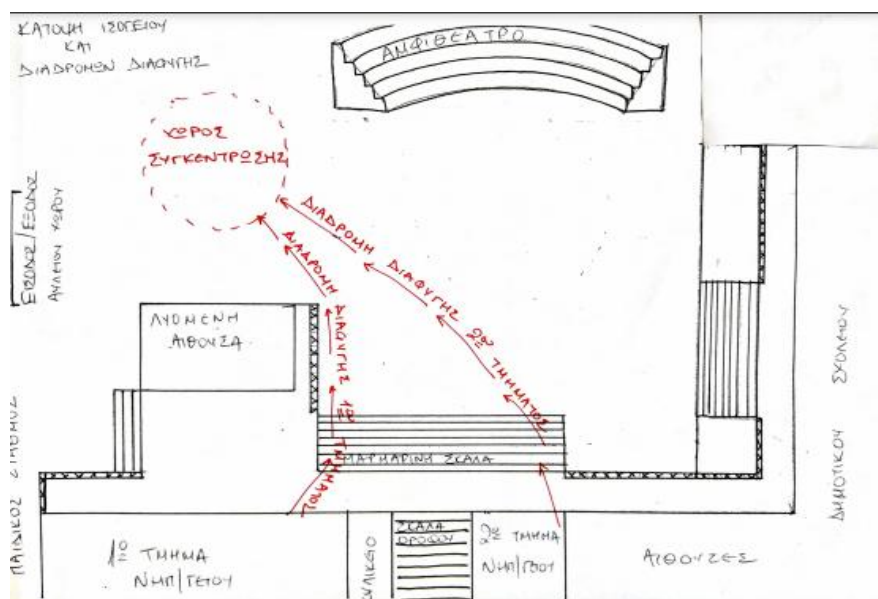 ΚΑΤΟΨΗ ΙΣΟΓΕΙΟΥ
ΚΑΙ
ΔΙΑΔΡΟΜΩΝ ΔΙΑΦΥΓΗΣ
ΑΜΦΙΘΕΑΤΡΟ
ΧΩΡΟΣ
ΣΥΓΚΕΝΤΡΩΣΗΣ
ΕΙΣΟΔΟΣ/ΕΞΟΔΟΣ
ΑΥΛΕΙΟΥ ΧΩΡΟΥ
ΔΙΑΔΡΟΜΗ ΔΙΑΦΥΓΗΣ 1ου ΤΜΗΜΑΤΟΣ
ΔΙΑΔΡΟΜΗ ΔΙΑΦΥΓΗΣ 2ου ΤΜΗΜΑΤΟΣ
ΛΥΟΜΕΝΗ
ΑΙΘΟΥΣΑ
ΜΑΡΜΑΡΙΝΗ ΣΚΑΛΑ
ΠΑΙΔΙΚΟΣ ΣΤΑΘΜΟΣ
1ο ΤΜΗΜΑ
ΝΗΠ/ΓΕΙΟΥ
ΚΥΛΙΚΕΙΟ
ΣΚΑΛΑ
ΟΡΟΦΟΥ
2ο ΤΜΗΜΑ
ΝΗΠ/ΓΕΙΟΥ
ΑΙΘΟΥΣΕΣ
ΔΗΜΟΤΙΚΟΥ ΣΧΟΛΕΙΟΥ